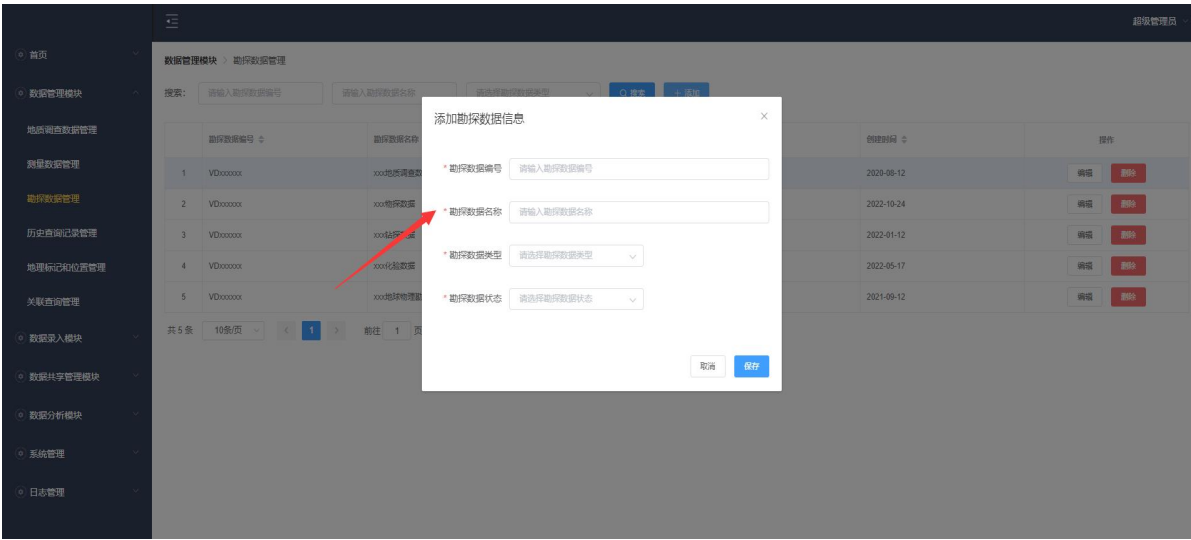 超级管理员
首页
数据管理模块
地质调查数据管理
测量数据管理
勘探数据管理
历史查询记录管理
地理标记和位置管理
关联查询管理
数据录入模块
数据共享管理模块
数据分析模块
系统管理
日志管理
数据管理模块 > 勘探数据管理
搜索: 请输入勘探数据编号 请输入勘探数据名称 请选择勘探数据类型 搜索 + 添加
勘探数据编号 勘探数据名称 创建时间 操作
1 VDxxxxxx xxx地质调查数 2020-08-12 编辑 删除
2 VDxxxxxx xxx物探数据 2022-10-24 编辑 删除
3 VDxxxxxx xxx钻探数据 2022-01-12 编辑 删除
4 VDxxxxxx xxx化验数据 2022-05-17 编辑 删除
5 VDxxxxxx xxx地球物理勘 2021-09-12 编辑 删除
共 5 条 10条/页 < 1 > 前往 1 页
添加勘探数据信息 ×
* 勘探数据编号 请输入勘探数据编号
* 勘探数据名称 请输入勘探数据名称
* 勘探数据类型 请选择勘探数据类型
* 勘探数据状态 请选择勘探数据状态
取消 保存